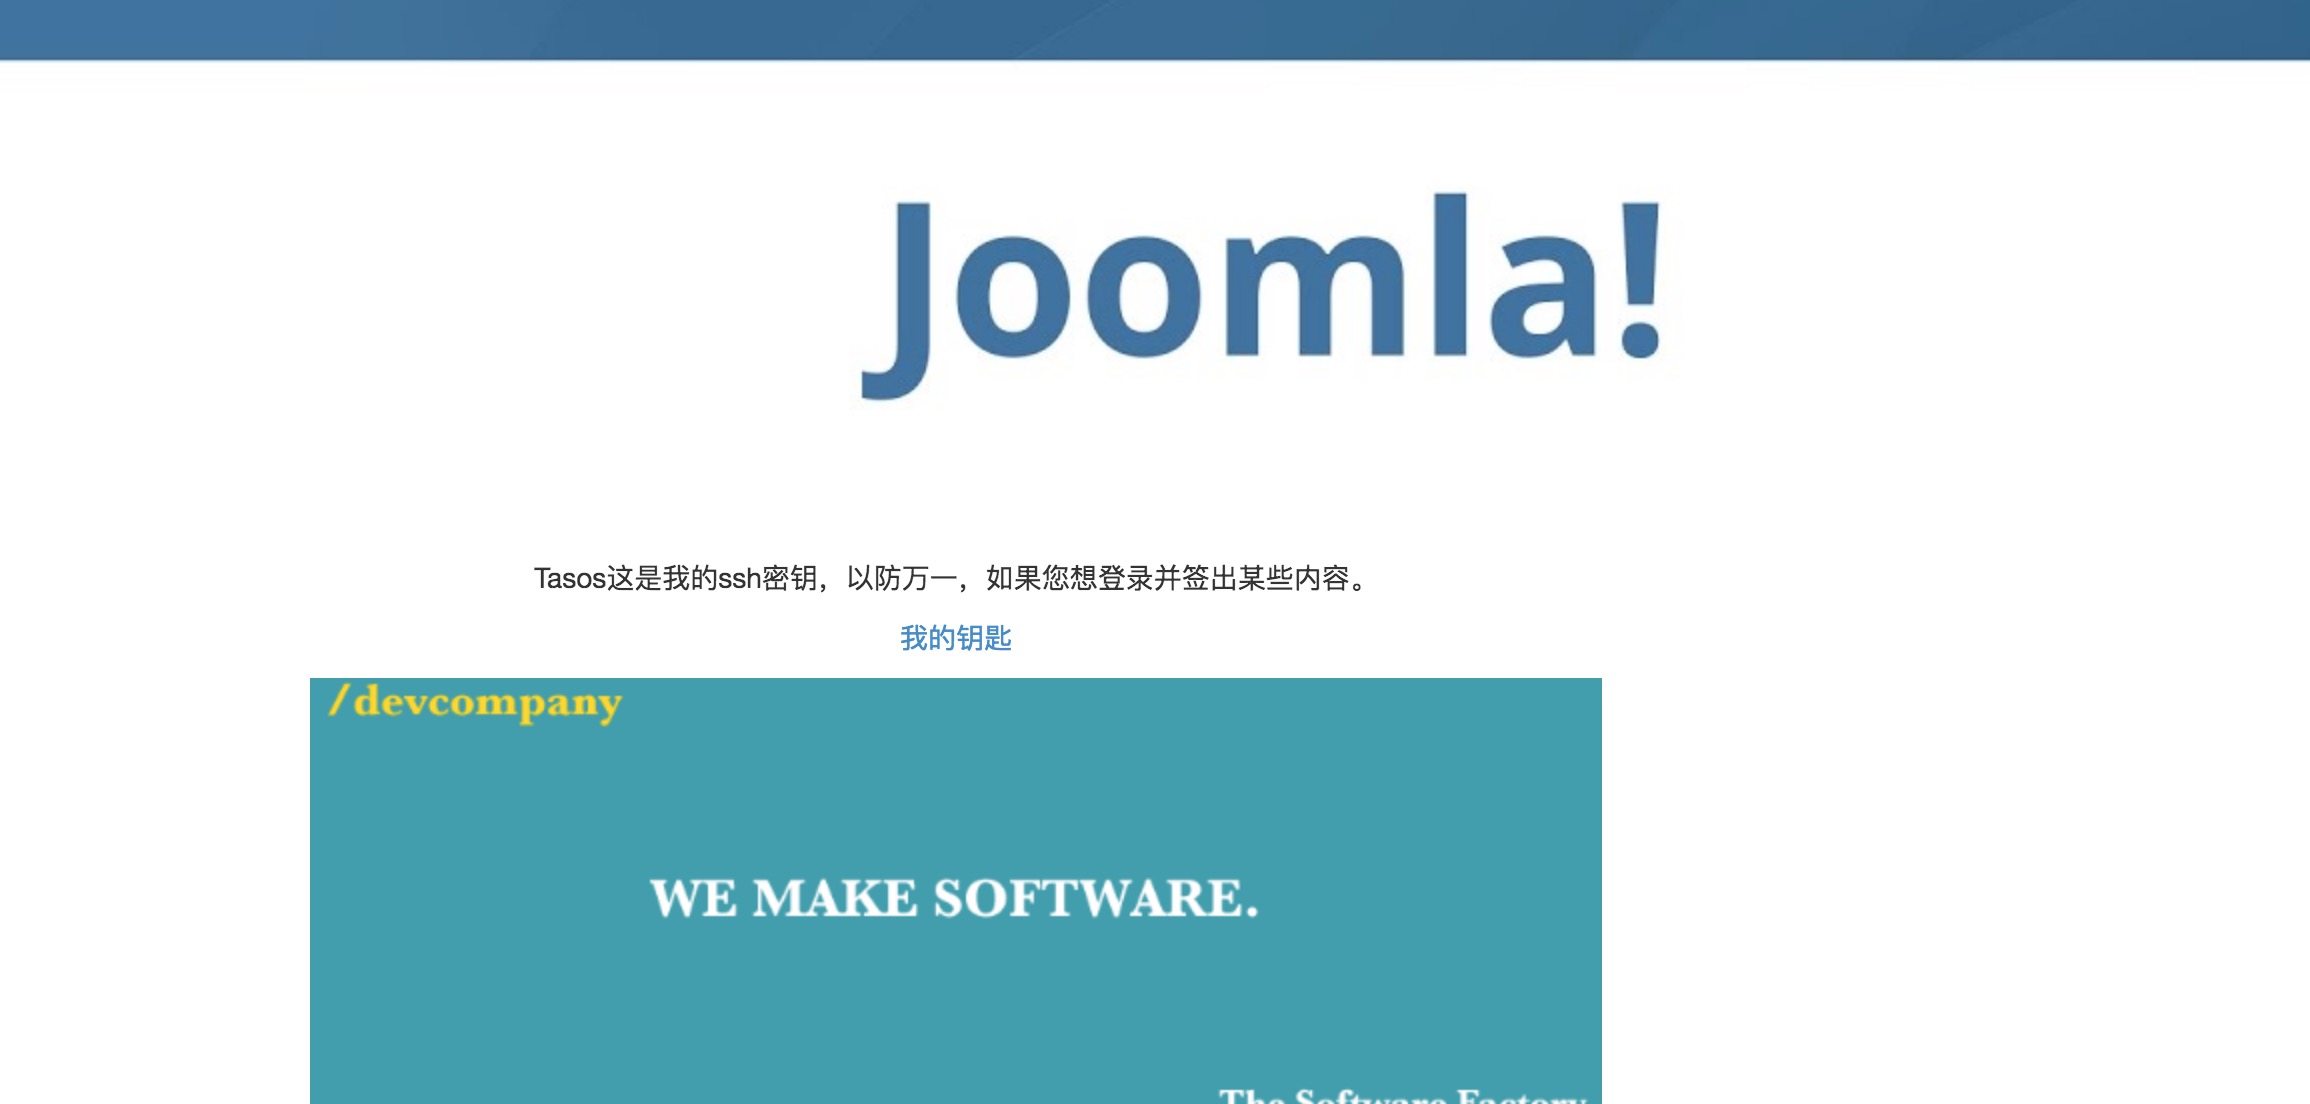 Joomla!
Tasos这是我的ssh密钥，以防万一，如果您想登录并签出某些内容。
我的钥匙
/devcompany
WE MAKE SOFTWARE.
The Software Factory